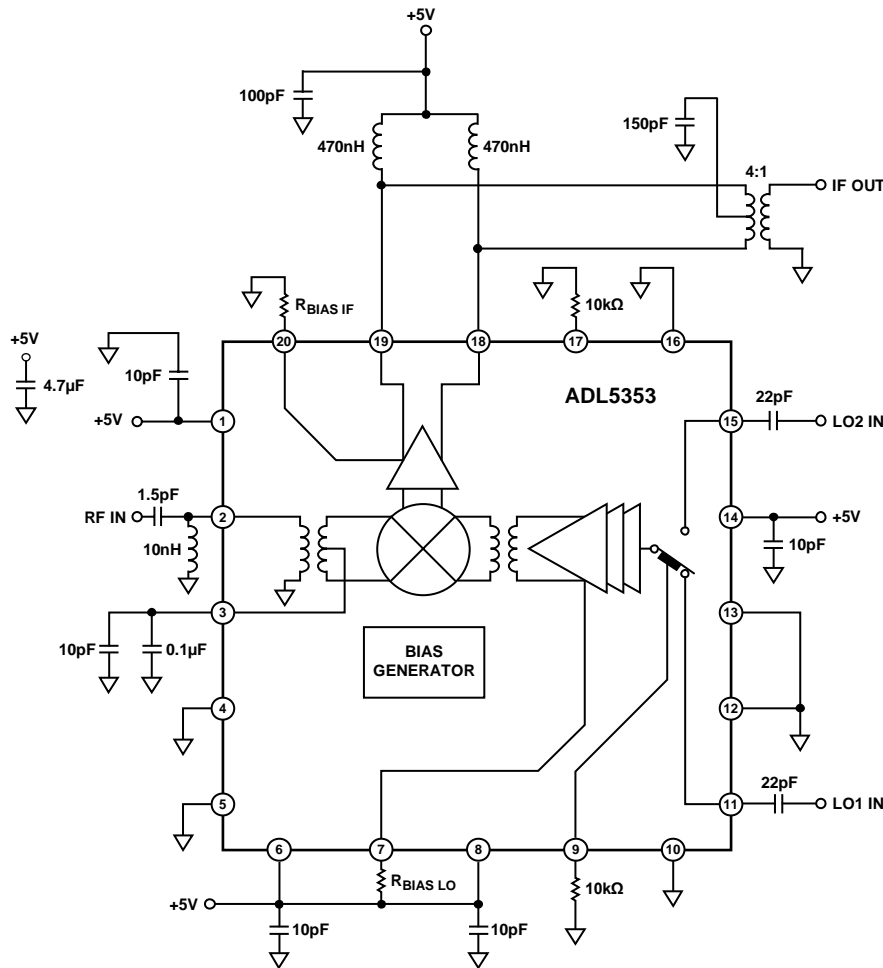 +5V
100pF
470nH
470nH
150pF
4:1
IF OUT
RBIAS IF
10kΩ
20
19
18
17
16
+5V
4.7µF
10pF
+5V
1
ADL5353
22pF
15
LO2 IN
1.5pF
RF IN
2
10nH
14
+5V
10pF
3
13
10pF
0.1µF
BIAS
GENERATOR
4
12
5
22pF
11
LO1 IN
6
7
8
9
10
+5V
RBIAS LO
10kΩ
10pF
10pF